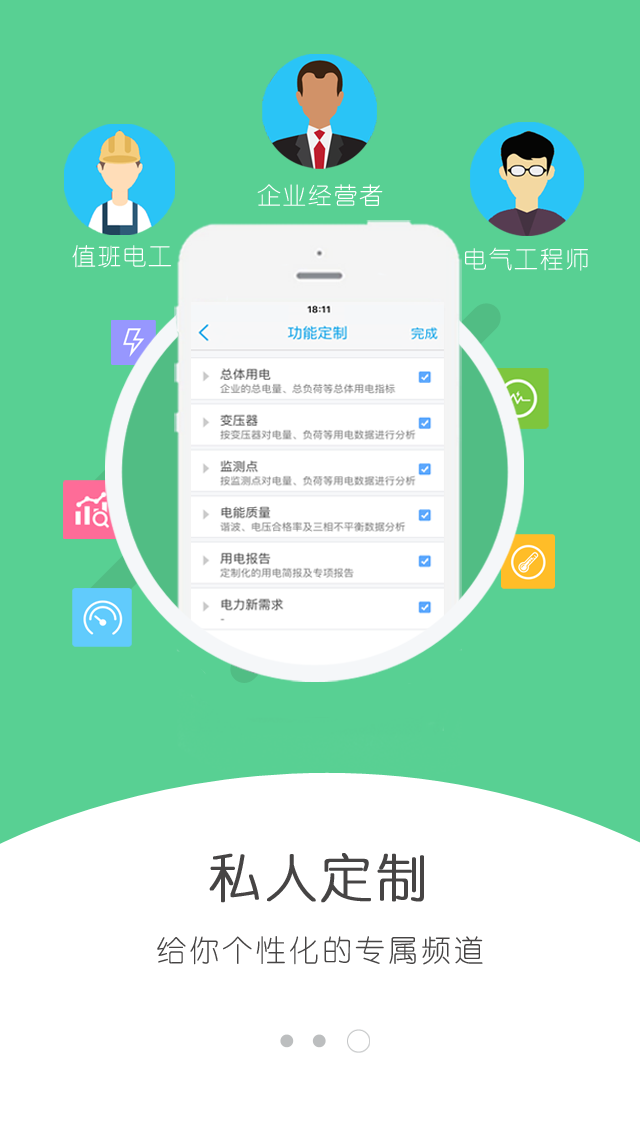 企业经营者
值班电工
电气工程师
18:11
功能定制
完成
总体用电
企业的总电量、总负荷等总体用电指标
变压器
按变压器对电量、负荷等用电数据进行分析
监测点
按监测点对电量、负荷等用电数据进行分析
电能质量
谐波、电压合格率及三相不平衡数据分析
用电报告
定制化的用电简报及专项报告
电力新需求
-
私人定制
给你个性化的专属频道